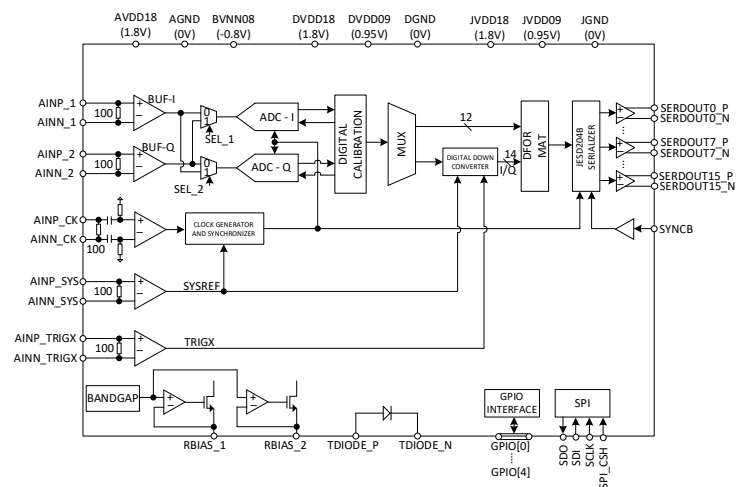 AVDD18 AGND BVNN08 DVDD18 DVDD09 DGND JVDD18 JVDD09 JGND
(1.8V) (0V) (-0.8V) (1.8V) (0.95V) (0V) (1.8V) (0.95V) (0V)
AINP_1
100
AINN_1
+
−
BUF-I
0
1
SEL_1
ADC - I
AINP_2
100
AINN_2
+
−
BUF-Q
0
1
SEL_2
ADC - Q
DIGITAL
CALIBRATION
MUX
12
DIGITAL DOWN
CONVERTER
14
I/Q
DFOR
MAT
JESD204B
SERIALIZER
+
−
SERDOUT0_P
SERDOUT0_N
+
−
SERDOUT7_P
SERDOUT7_N
+
−
SERDOUT15_P
SERDOUT15_N
SYNCB
AINP_CK
AINN_CK
100
+
−
CLOCK GENERATOR
AND SYNCHRONIZER
AINP_SYS
100
AINN_SYS
+
−
SYSREF
AINP_TRIGX
100
AINN_TRIGX
+
−
TRIGX
BANDGAP
+
−
RBIAS_1
+
−
RBIAS_2
TDIODE_P
TDIODE_N
GPIO
INTERFACE
GPIO[0]
GPIO[4]
SPI
SDO
SDI
SCLK
SPI_CSH